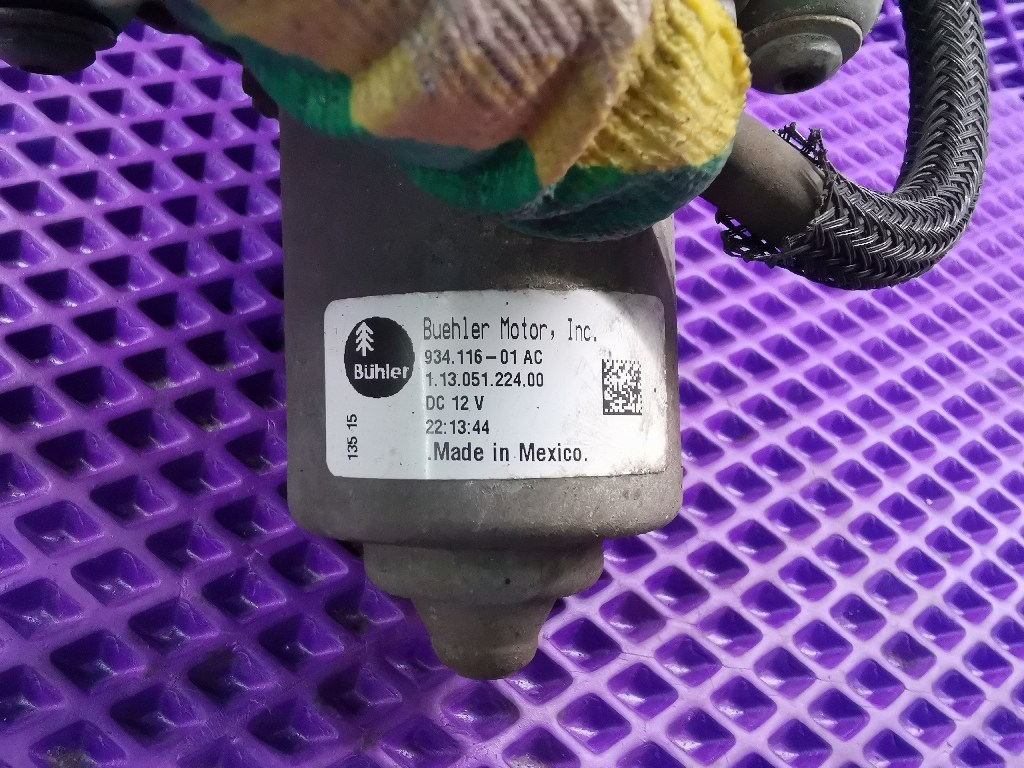 Bühler
Buehler Motor, Inc.
934.116-01 AC
1.13.051.224.00
DC 12 V
22:13:44
.Made in Mexico.
135 15